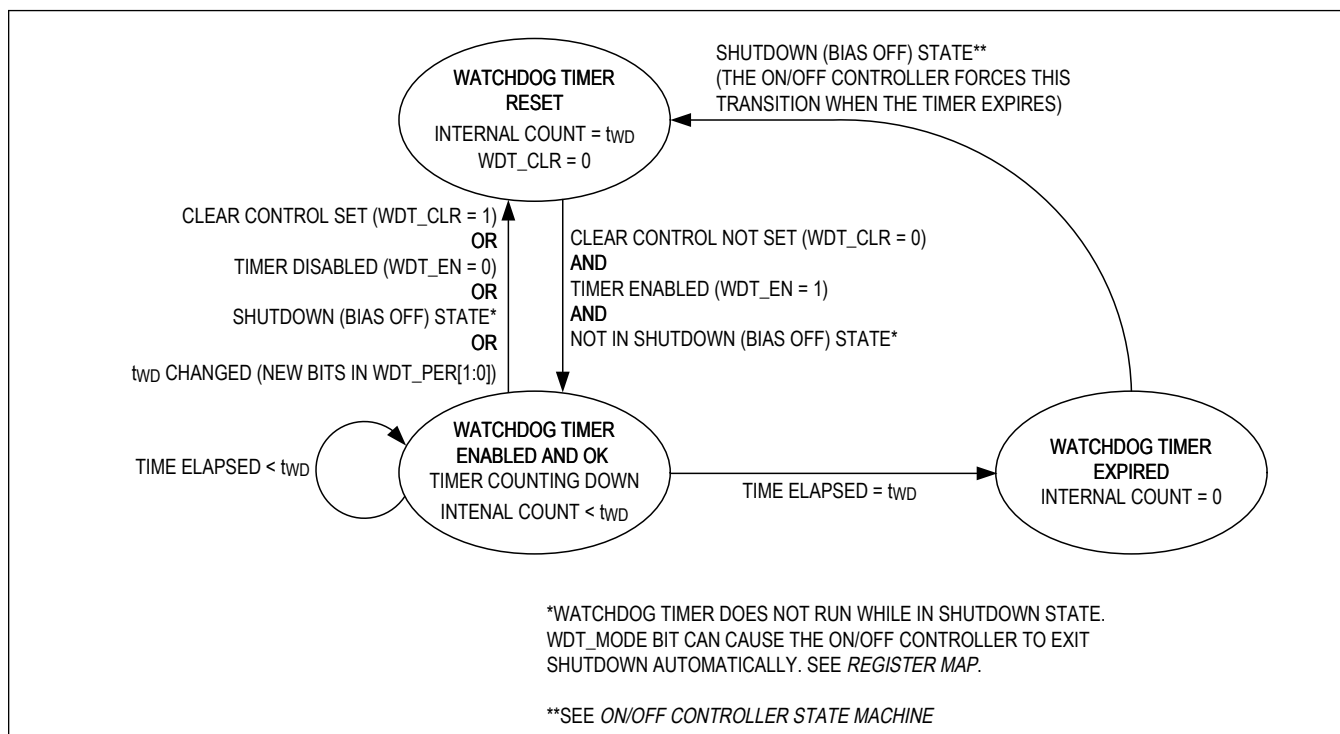 WATCHDOG TIMER
RESET
INTERNAL COUNT = tWD
WDT_CLR = 0
SHUTDOWN (BIAS OFF) STATE**
(THE ON/OFF CONTROLLER FORCES THIS
TRANSITION WHEN THE TIMER EXPIRES)
CLEAR CONTROL SET (WDT_CLR = 1)
OR
TIMER DISABLED (WDT_EN = 0)
OR
SHUTDOWN (BIAS OFF) STATE*
OR
tWD CHANGED (NEW BITS IN WDT_PER[1:0])
CLEAR CONTROL NOT SET (WDT_CLR = 0)
AND
TIMER ENABLED (WDT_EN = 1)
AND
NOT IN SHUTDOWN (BIAS OFF) STATE*
TIME ELAPSED < tWD
WATCHDOG TIMER
ENABLED AND OK
TIMER COUNTING DOWN
INTENAL COUNT < tWD
TIME ELAPSED = tWD
WATCHDOG TIMER
EXPIRED
INTERNAL COUNT = 0
*WATCHDOG TIMER DOES NOT RUN WHILE IN SHUTDOWN STATE.
WDT_MODE BIT CAN CAUSE THE ON/OFF CONTROLLER TO EXIT
SHUTDOWN AUTOMATICALLY. SEE REGISTER MAP.
**SEE ON/OFF CONTROLLER STATE MACHINE